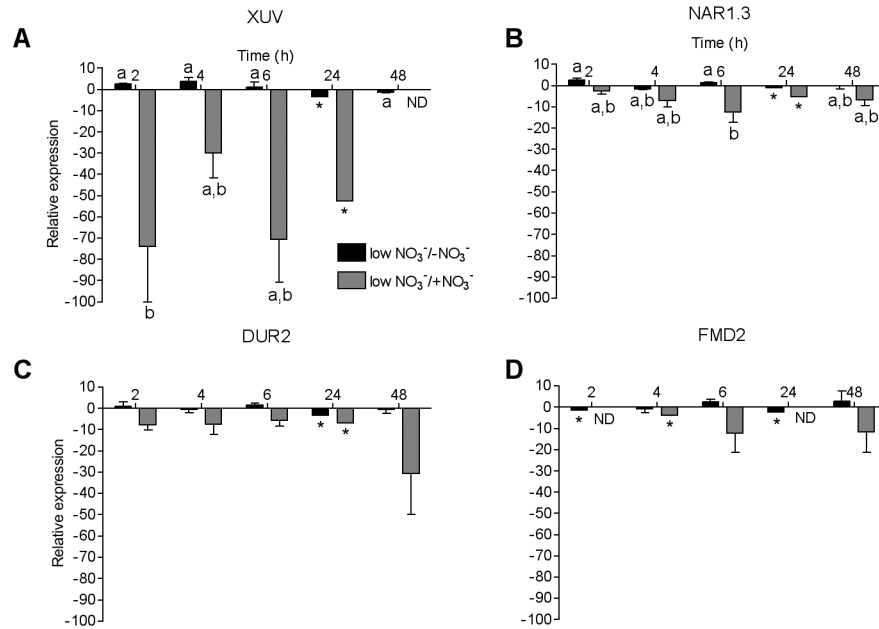 XUV
A
Time (h)
a a a 2 4 6 24 48
10
0
-10
-20
-30
-40
-50
-60
-70
-80
-90
-100
Relative expression
* a ND
a,b
*
b a,b
low NO₃⁻/-NO₃⁻
low NO₃⁻/+NO₃⁻
NAR1.3
B
Time (h)
a a 2 4 6 24 48
10
0
-10
-20
-30
-40
-50
-60
-70
-80
-90
-100
a,b a,b a,b b * * a,b a,b
DUR2
C
2 4 6 24 48
10
0
-10
-20
-30
-40
-50
-60
-70
-80
-90
-100
Relative expression
* *
FMD2
D
2 4 6 24 48
10
0
-10
-20
-30
-40
-50
-60
-70
-80
-90
-100
* ND * * ND